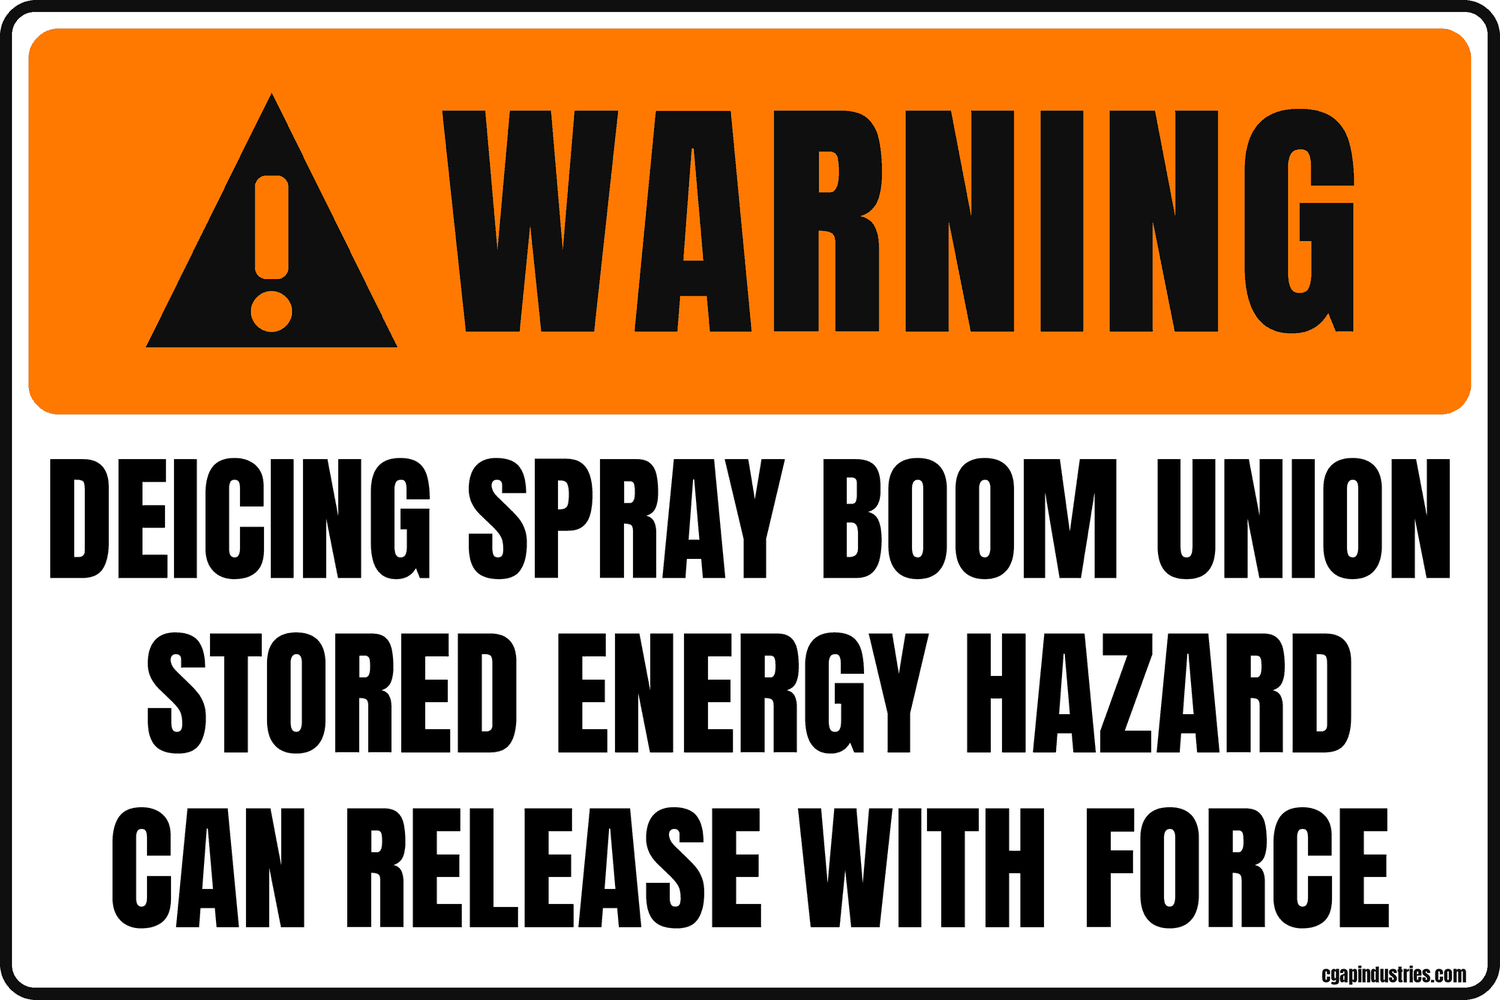 WARNING
DEICING SPRAY BOOM UNION
STORED ENERGY HAZARD
CAN RELEASE WITH FORCE
cgapindustries.com